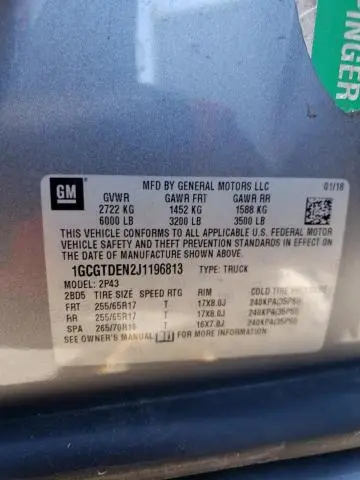 INGER
GM
MFD BY GENERAL MOTORS LLC 01/18
GVWR GAWR FRT GAWR RR
2722 KG 1452 KG 1588 KG
6000 LB 3200 LB 3500 LB
THIS VEHICLE CONFORMS TO ALL APPLICABLE U.S. FEDERAL MOTOR
VEHICLE SAFETY AND THEFT PREVENTION STANDARDS IN EFFECT ON
THE DATE OF MANUFACTURE SHOWN ABOVE.
1GCGTDEN2J1196813 TYPE: TRUCK
MODEL: 2P43
2BD5 TIRE SIZE SPEED RTG RIM COLD TIRE
FRT 255/65R17 T 17X8.0J 240KPA(35PSI)
RR 255/65R17 T 17X8.0J 240KPA(35PSI)
SPA 265/70R16 T 16X7.0J 240KPA(35PSI)
SEE OWNER'S MANUAL FOR MORE INFORMATION.